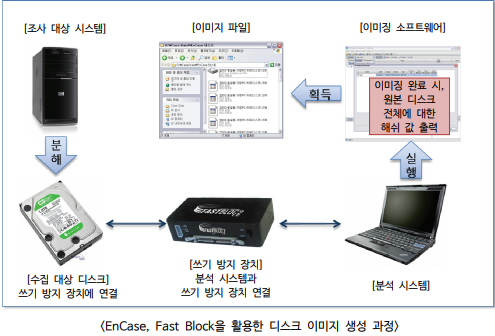 [조사 대상 시스템]
[이미지 파일]
[이미징 소프트웨어]
이미징 완료 시,
원본 디스크
전체에 대한
해쉬 값 출력
획득
분
해
실
행
FASTBLOC
[수집 대상 디스크]
쓰기 방지 장치에 연결
[쓰기 방지 장치]
분석 시스템과
쓰기 방지 장치 연결
[분석 시스템]
<EnCase, Fast Block을 활용한 디스크 이미지 생성 과정>